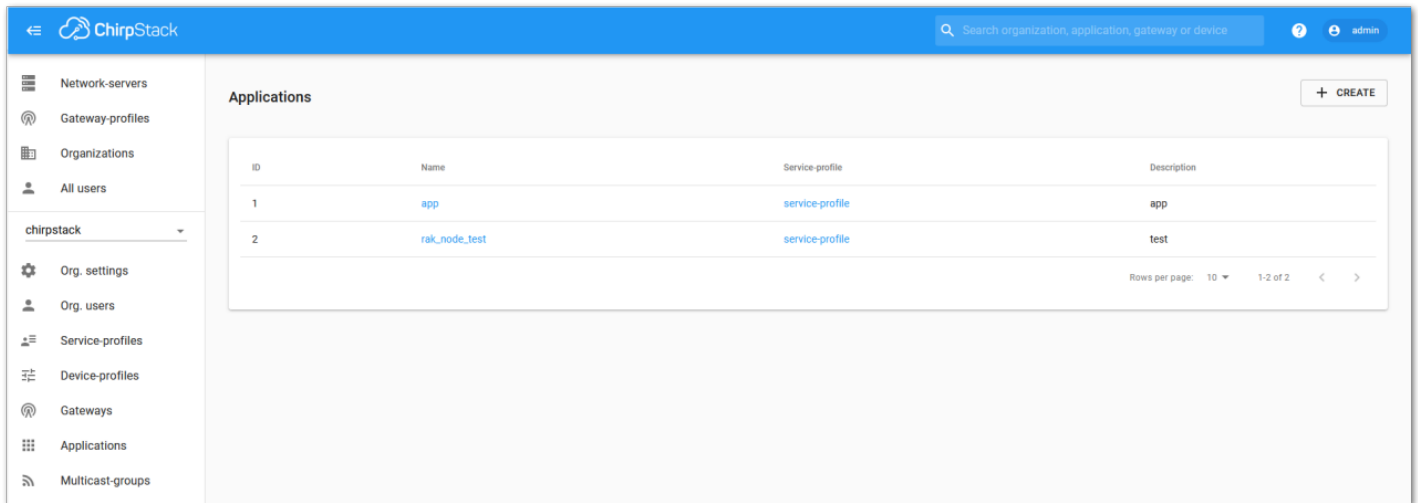 ChirpStack
Search organization, application, gateway or device
? admin
Network-servers
Gateway-profiles
Organizations
All users
chirpstack
Org. settings
Org. users
Service-profiles
Device-profiles
Gateways
Applications
Multicast-groups
Applications
+ CREATE
ID Name Service-profile Description
1 app service-profile app
2 rak_node_test service-profile test
Rows per page: 10 1-2 of 2 < >